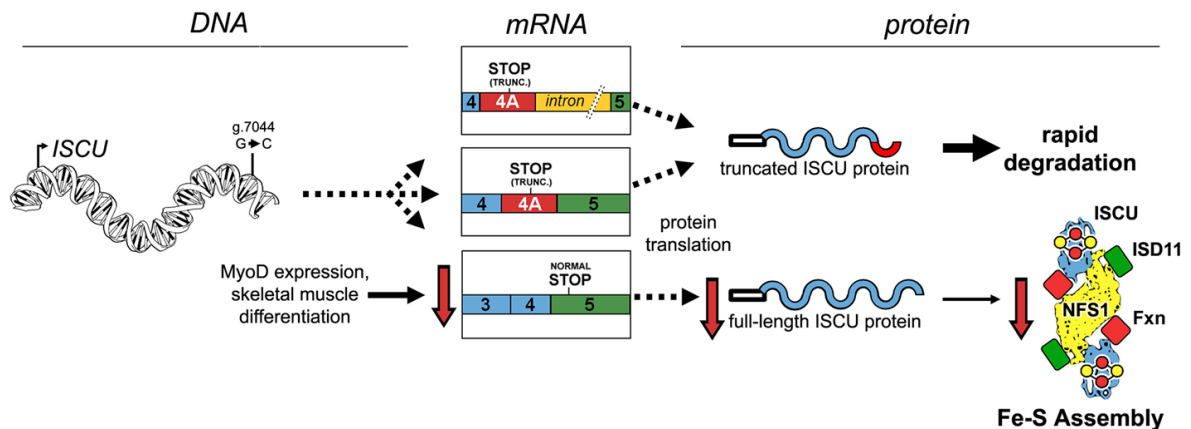 DNA
mRNA
protein
g.7044
G C
ISCU
STOP
(TRUNC.)
4 4A intron 5
STOP
(TRUNC.)
4 4A 5
NORMAL
STOP
3 4 5
MyoD expression,
skeletal muscle
differentiation
protein
translation
truncated ISCU protein
rapid
degradation
full-length ISCU protein
ISCU
ISD11
NFS1
Fxn
Fe-S Assembly